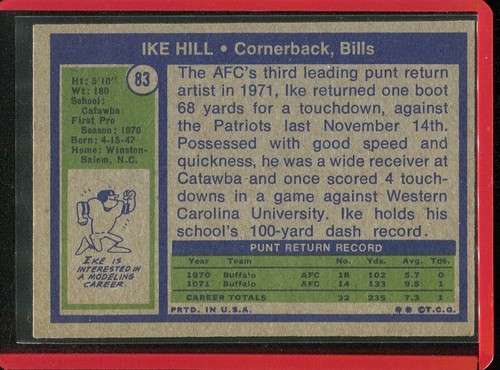 IKE HILL • Cornerback, Bills
83
Ht: 5'10"
Wt: 180
School:
Catawba
First Pro
Season: 1970
Born: 4-15-47
Home: Winston-
Salem, N.C.
IKE IS
INTERESTED IN
A MODELING
CAREER
The AFC's third leading punt return
artist in 1971, Ike returned one boot
68 yards for a touchdown, against
the Patriots last November 14th.
Possessed with good speed and
quickness, he was a wide receiver at
Catawba and once scored 4 touch-
downs in a game against Western
Carolina University. Ike holds his
school's 100-yard dash record.
PUNT RETURN RECORD
Year Team No. Yds. Avg. Tds.
1970 Buffalo AFC 18 102 5.7 0
1971 Buffalo AFC 14 133 9.5 1
CAREER TOTALS 32 235 7.3 1
PRTD. IN U.S.A. ** ©T.C.G.